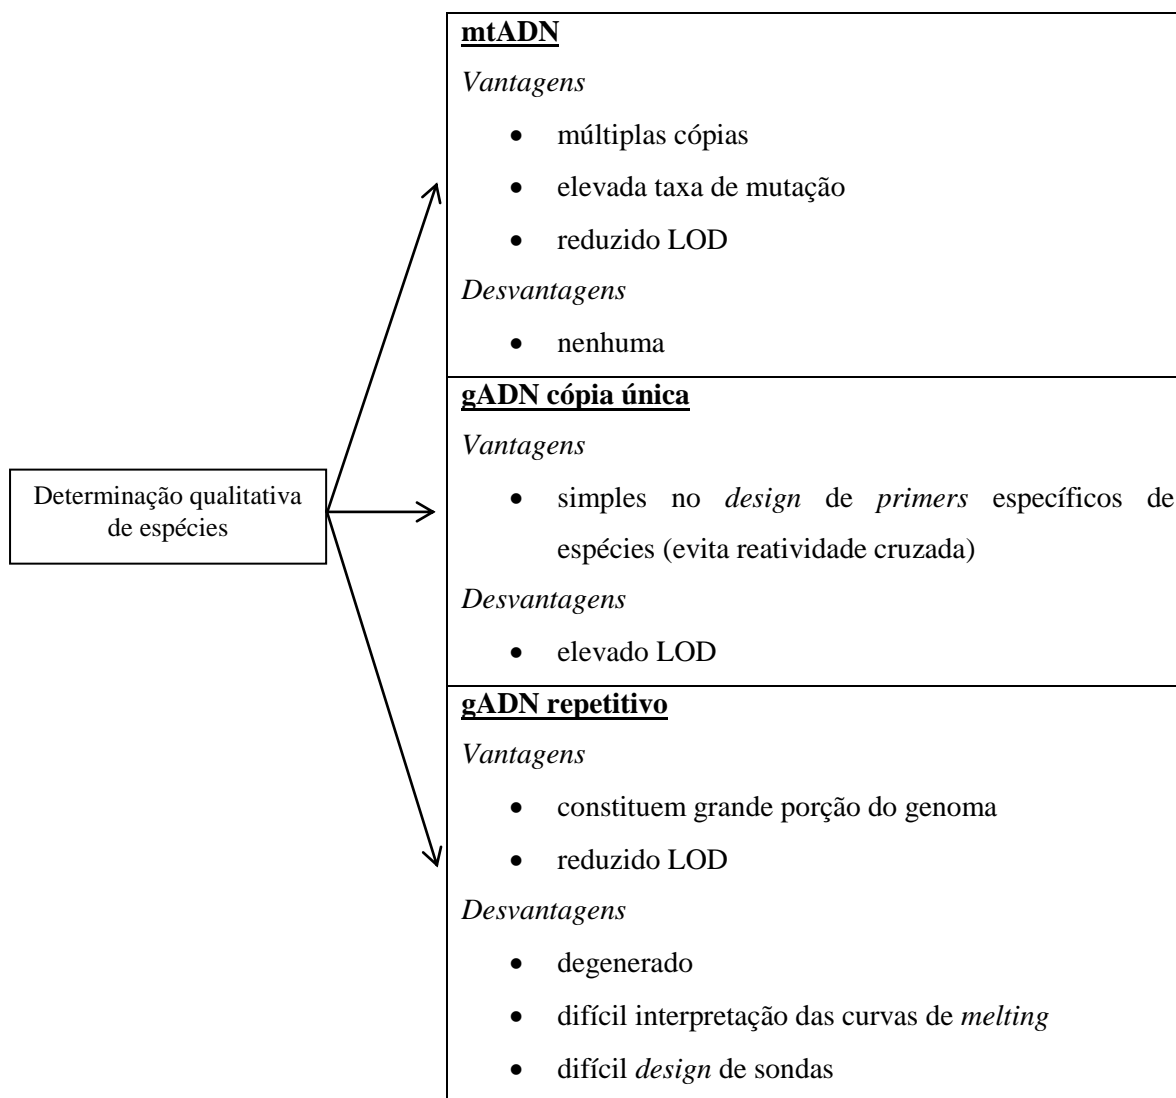 mtADN
Vantagens
• múltiplas cópias
• elevada taxa de mutação
• reduzido LOD
Desvantagens
• nenhuma
gADN cópia única
Vantagens
• simples no design de primers específicos de
espécies (evita reatividade cruzada)
Desvantagens
• elevado LOD
gADN repetitivo
Vantagens
• constituem grande porção do genoma
• reduzido LOD
Desvantagens
• degenerado
• difícil interpretação das curvas de melting
• difícil design de sondas
Determinação qualitativa
de espécies